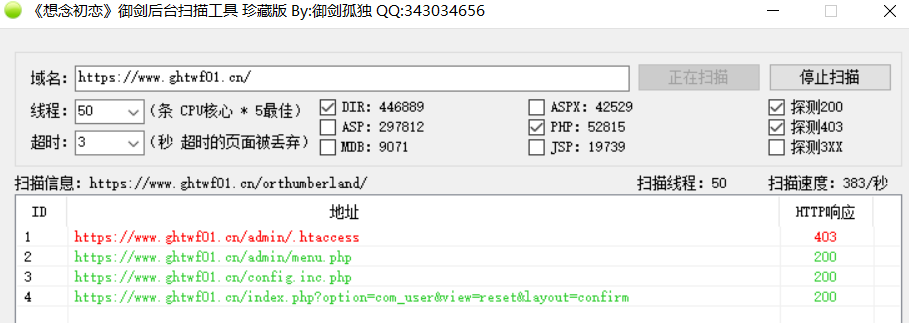 《想念初恋》御剑后台扫描工具 珍藏版 By:御剑孤独 QQ:343034656
域名: https://www.ghtwf01.cn/ 正在扫描 停止扫描
线程: 50 (条 CPU核心 * 5最佳) DIR: 446889 ASPX: 42529 探测200
ASP: 297812 PHP: 52815 探测403
超时: 3 (秒 超时的页面被丢弃) MDB: 9071 JSP: 19739 探测3XX
扫描信息: https://www.ghtwf01.cn/orthumberland/ 扫描线程: 50 扫描速度: 383/秒
ID 地址 HTTP响应
1 https://www.ghtwf01.cn/admin/.htaccess 403
2 https://www.ghtwf01.cn/admin/menu.php 200
3 https://www.ghtwf01.cn/config.inc.php 200
4 https://www.ghtwf01.cn/index.php?option=com_user&view=reset&layout=confirm 200